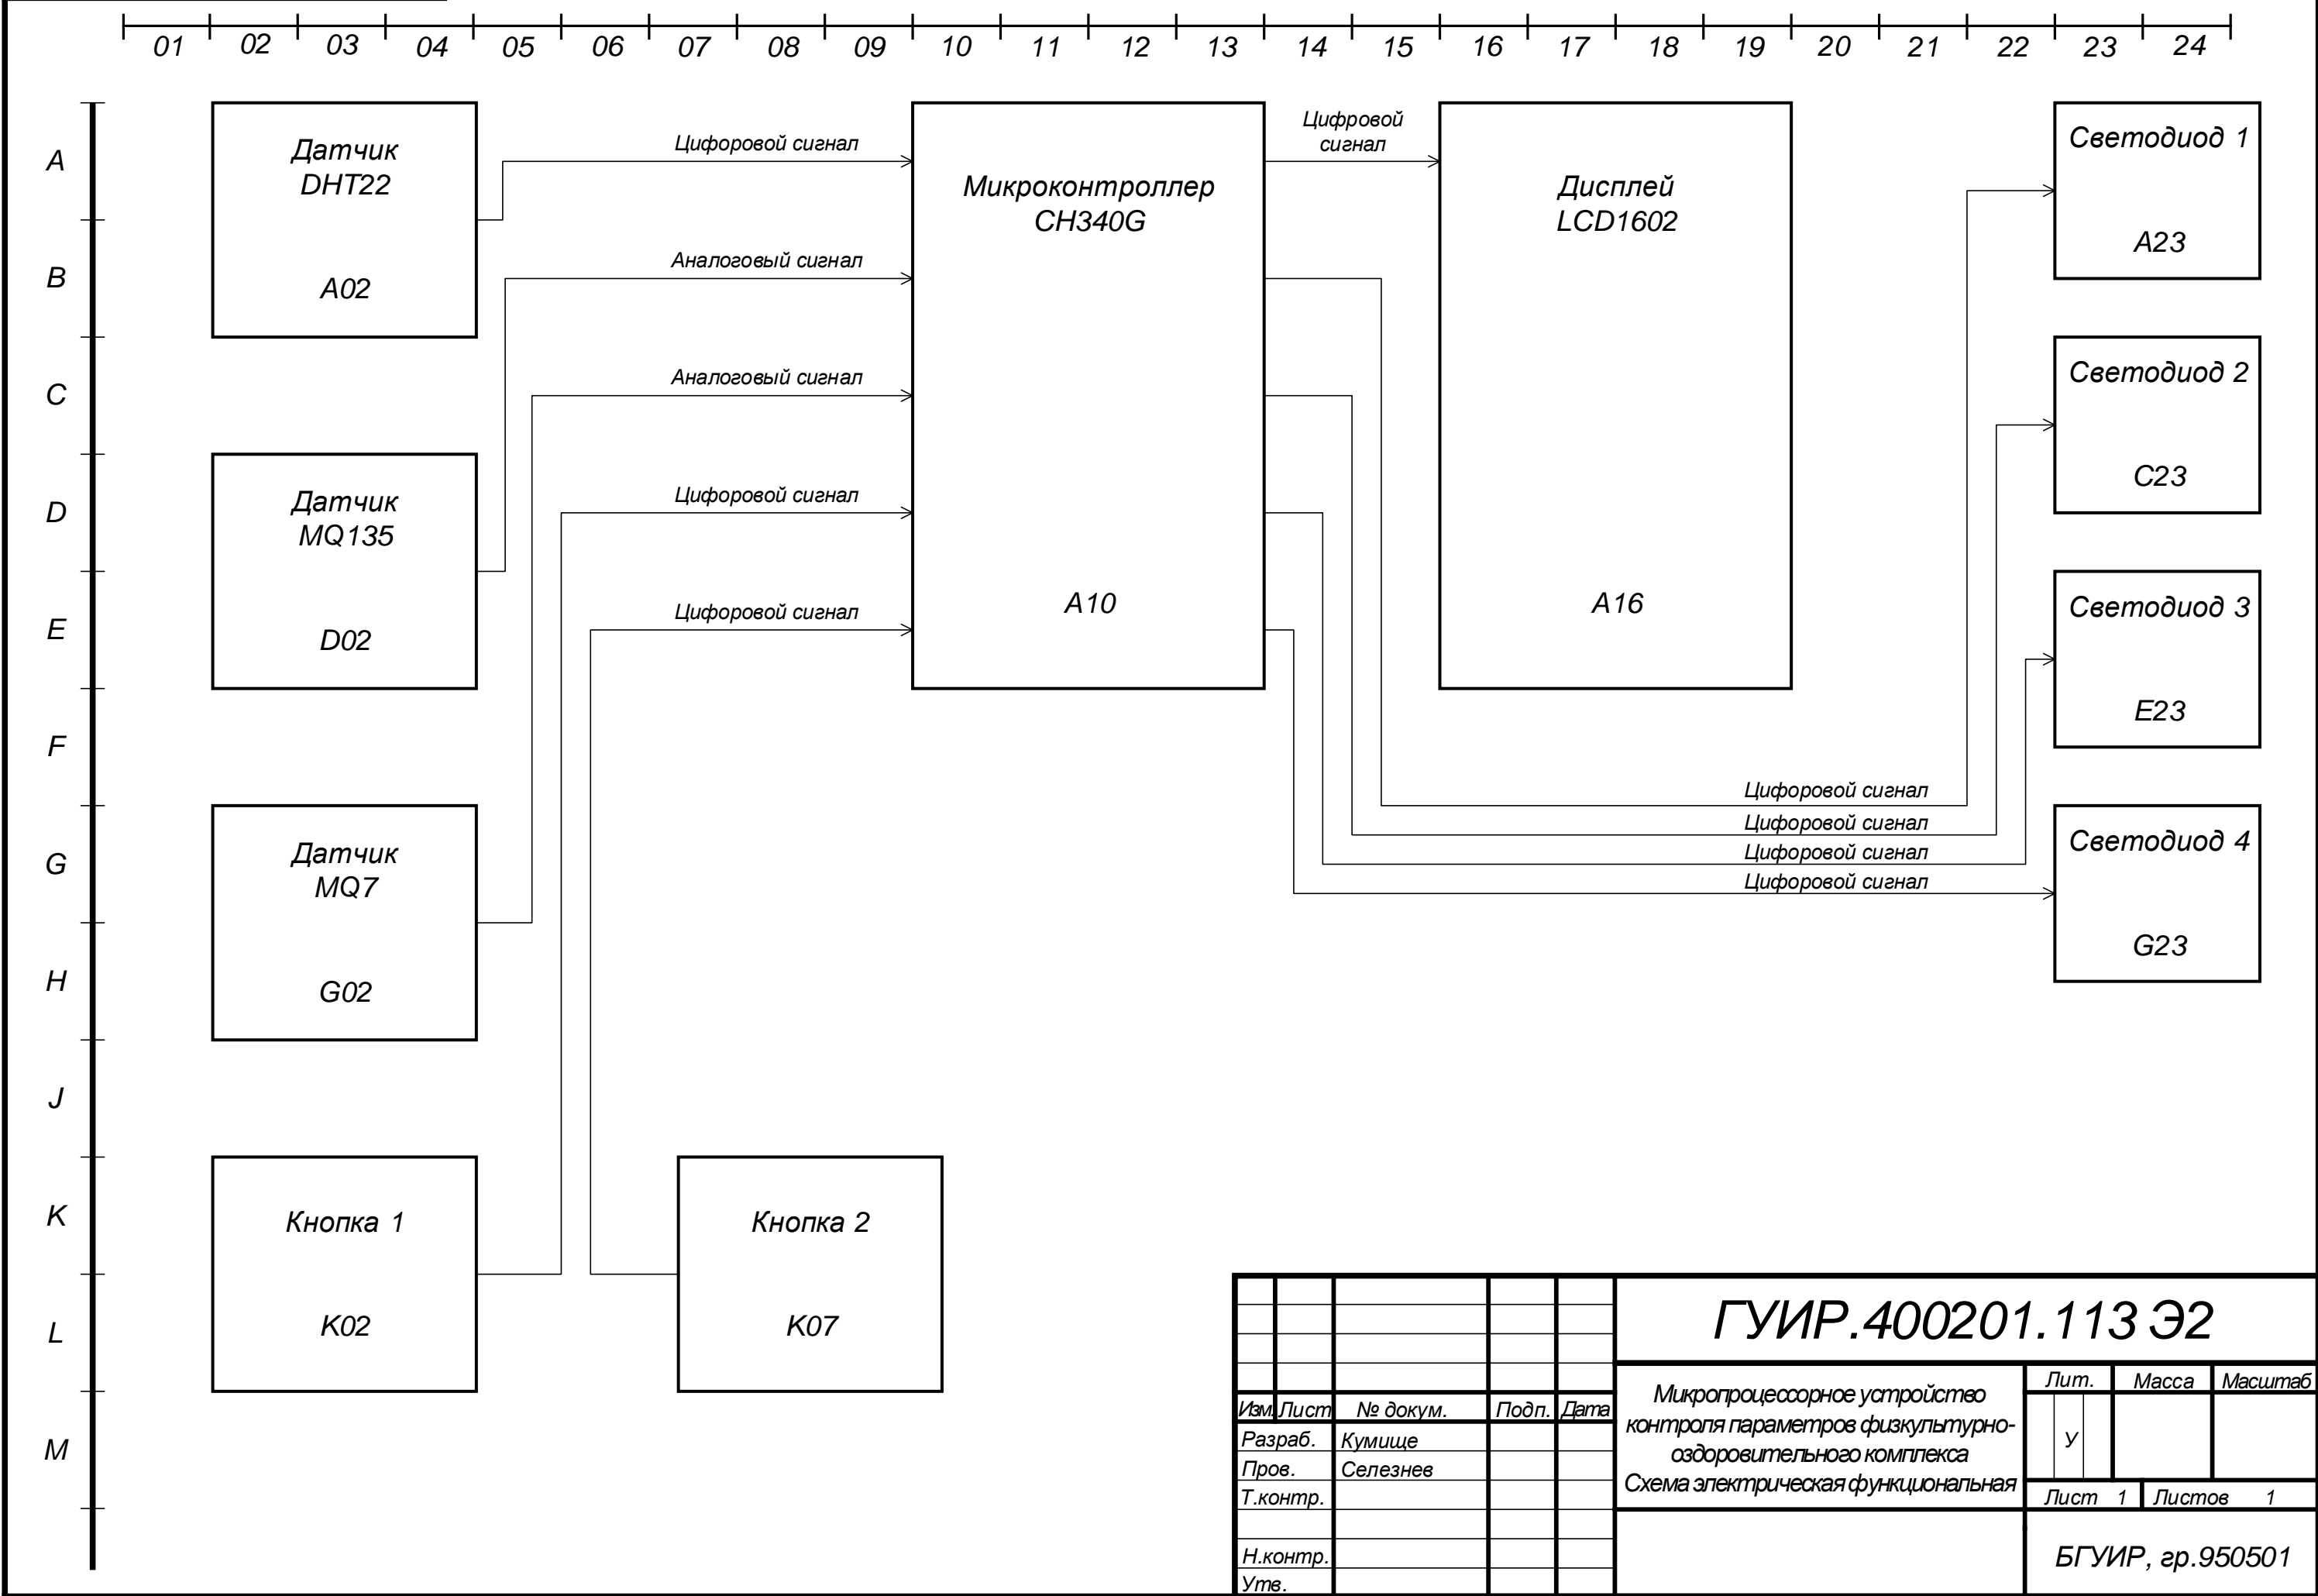 01 02 03 04 05 06 07 08 09 10 11 12 13 14 15 16 17 18 19 20 21 22 23 24
A
B
C
D
E
F
G
H
J
K
L
M
Датчик
DHT22
A02
Датчик
MQ135
D02
Датчик
MQ7
G02
Кнопка 1
K02
Кнопка 2
K07
Цифоровой сигнал
Аналоговый сигнал
Аналоговый сигнал
Цифоровой сигнал
Цифоровой сигнал
Микроконтроллер
CH340G
A10
Цифровой
сигнал
Дисплей
LCD1602
A16
Цифоровой сигнал
Цифоровой сигнал
Цифоровой сигнал
Цифоровой сигнал
Светодиод 1
A23
Светодиод 2
C23
Светодиод 3
E23
Светодиод 4
G23
ГУИР.400201.113 Э2
Микропроцессорное устройство
контроля параметров физкультурно-
оздоровительного комплекса
Схема электрическая функциональная
Лит. Масса Масштаб
У
Лист 1 Листов 1
БГУИР, гр.950501
Изм. Лист № докум. Подп. Дата
Разраб. Кумище
Пров. Селезнев
Т.контр.
Н.контр.
Утв.